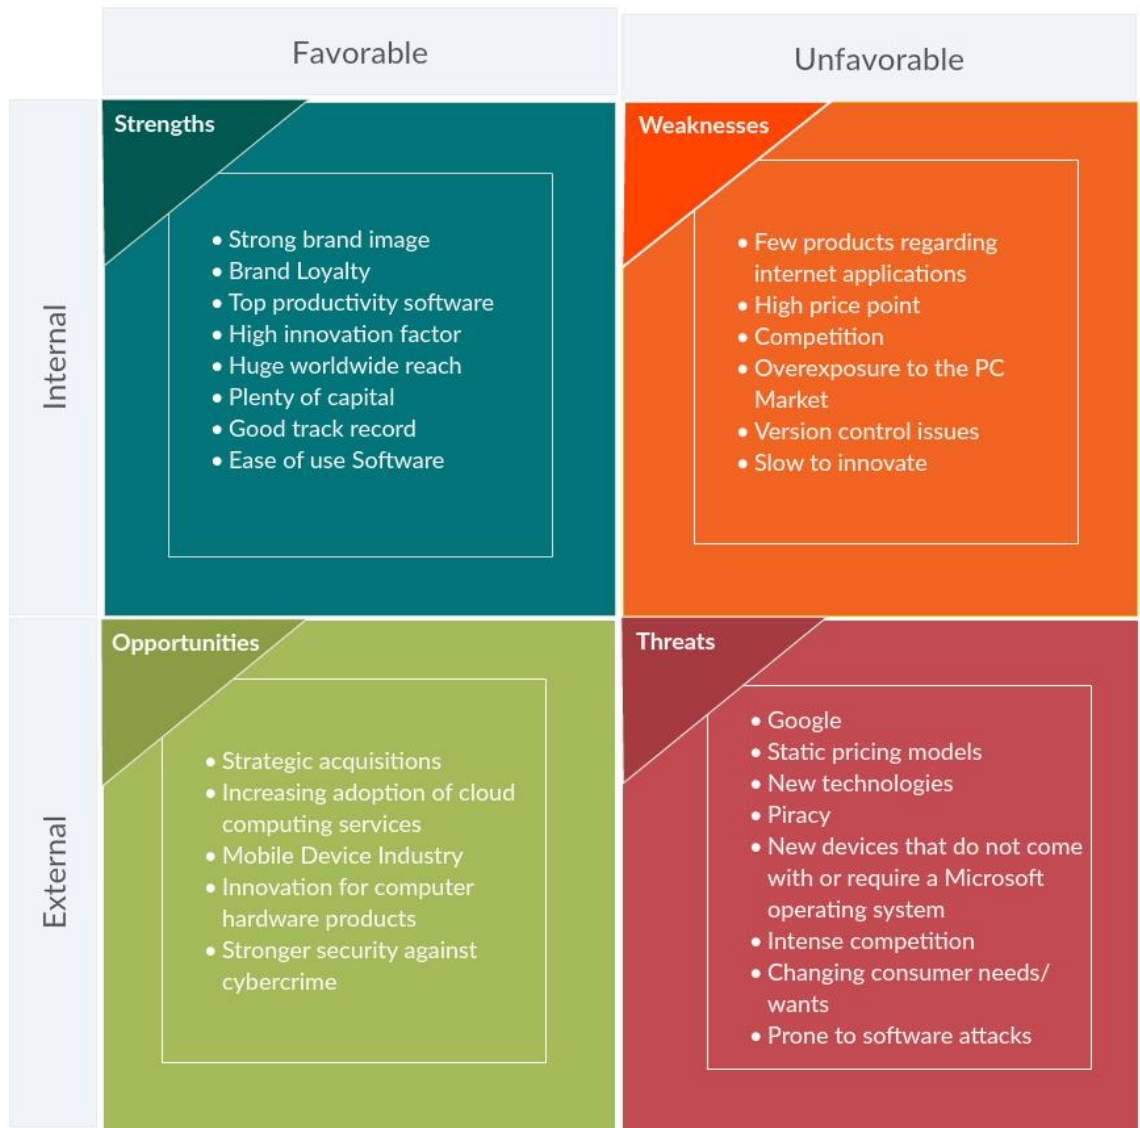 Favorable
Unfavorable
Internal
Strengths
• Strong brand image
• Brand Loyalty
• Top productivity software
• High innovation factor
• Huge worldwide reach
• Plenty of capital
• Good track record
• Ease of use Software
Weaknesses
• Few products regarding
internet applications
• High price point
• Competition
• Overexposure to the PC
Market
• Version control issues
• Slow to innovate
External
Opportunities
• Strategic acquisitions
• Increasing adoption of cloud
computing services
• Mobile Device Industry
• Innovation for computer
hardware products
• Stronger security against
cybercrime
Threats
• Google
• Static pricing models
• New technologies
• Piracy
• New devices that do not come
with or require a Microsoft
operating system
• Intense competition
• Changing consumer needs/
wants
• Prone to software attacks